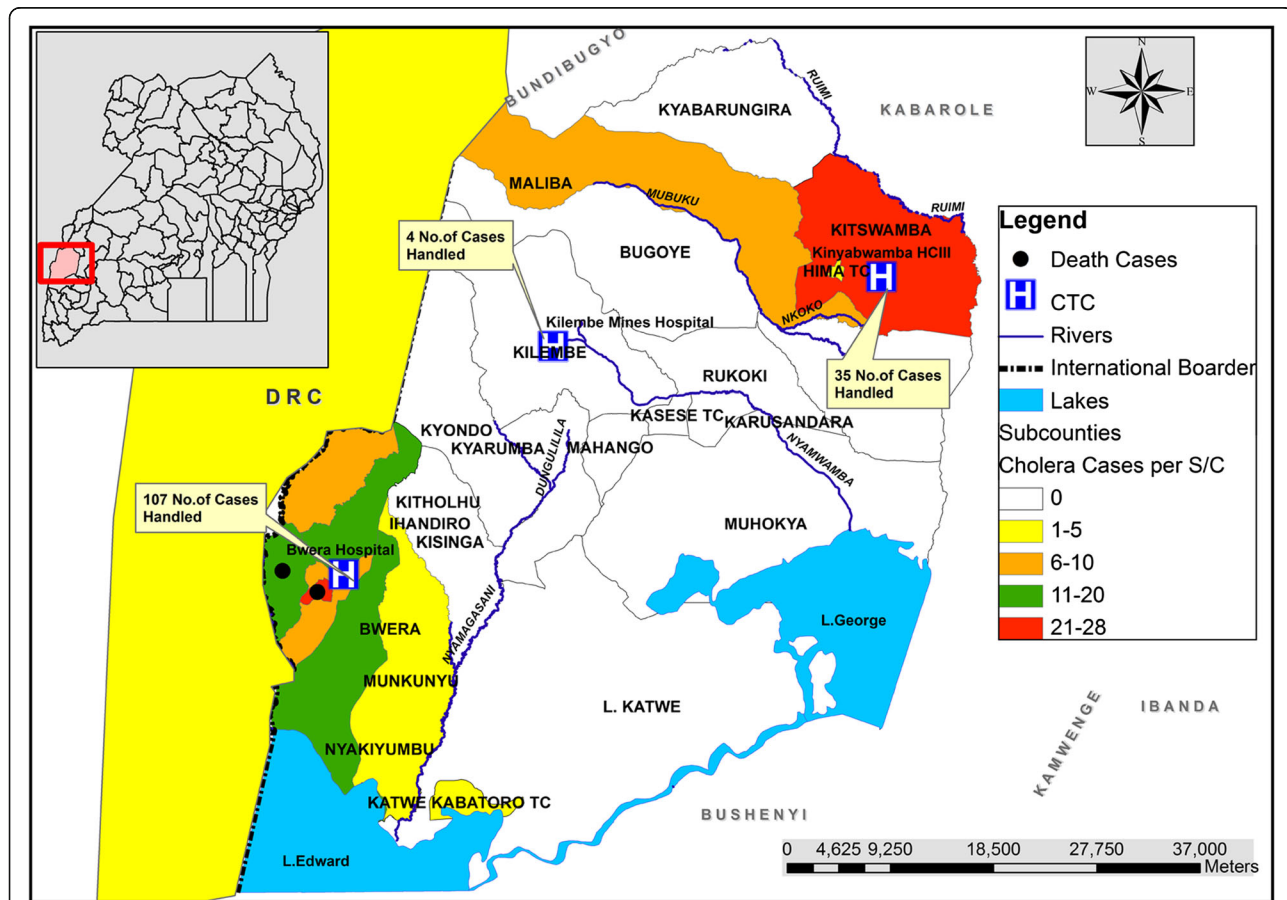 BUNDIBUGYO
RUIMI
KABAROLE
KYABARUNGIRA
N
W
E
S
MALIBA
MUBUKU
KITSWAMBA
RUIMI
Kinyabwamba HCIII
HIMA TC
H
4 No.of Cases
Handled
BUGOYE
NKOKO
Kilembe Mines Hospital
H
KILEMBE
RUKOKI
35 No.of Cases
Handled
DRC
KASESE TC
KARUSANDARA
KYONDO
KYARUMBA
DUNGULILA
MAHANGO
NYAMWAMBA
107 No.of Cases
Handled
KITHOLHU
IHANDIRO
KISINGA
MUHOKYA
Bwera Hospital
H
BWERA
NYAMAGASANI
L.George
MUNKUNYU
L. KATWE
NYAKIYUMBU
KATWE KABATORO TC
BUSHENYI
KAMWENGE
IBANDA
L.Edward
Legend
Death Cases
H
CTC
Rivers
International Boarder
Lakes
Subcounties
Cholera Cases per S/C
0
1-5
6-10
11-20
21-28
0 4,625 9,250 18,500 27,750 37,000
Meters